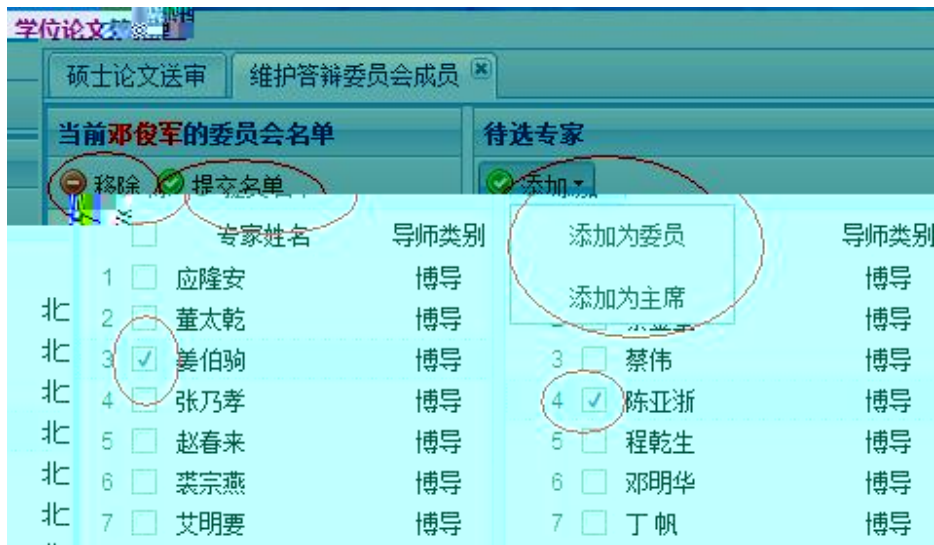 学位论文
硕士论文送审 维护答辩委员会成员
当前邓俊军的委员会名单 待选专家
移除 提交名单 添加
专家姓名 导师类别 添加为委员 导师类别
1 应隆安 博导 博导
添加为主席
北 2 董太乾 博导 博导
北 3 姜伯驹 博导 3 蔡伟 博导
北 4 张乃孝 博导 4 陈亚浙 博导
北 5 赵春来 博导 5 程乾生 博导
北 6 裘宗燕 博导 6 邓明华 博导
北 7 艾明要 博导 7 丁帆 博导